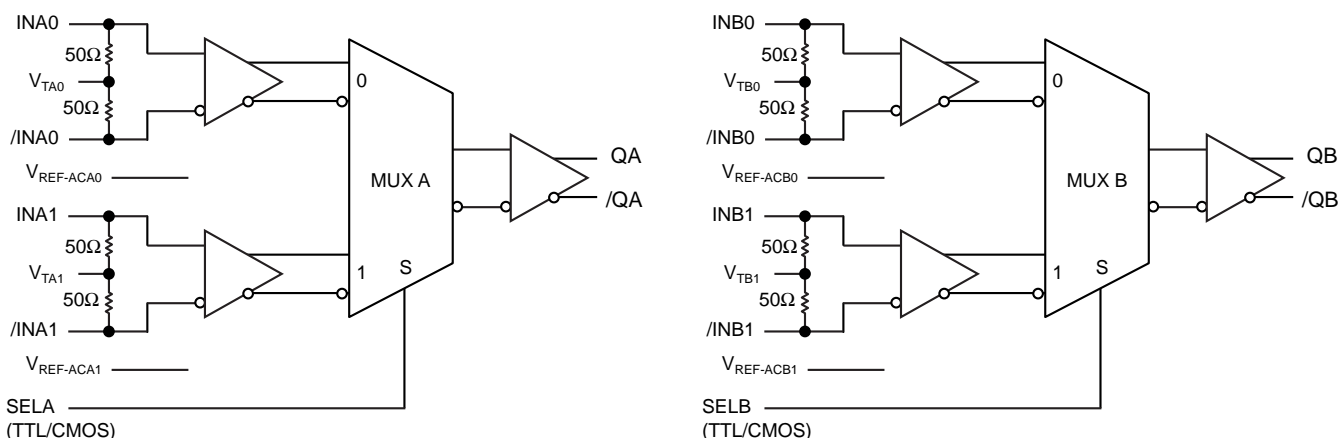 INA0
50Ω
VTA0
50Ω
/INA0
VREF-ACA0
INA1
50Ω
VTA1
50Ω
/INA1
VREF-ACA1
SELA
(TTL/CMOS)
0
MUX A
1
S
QA
/QA
INB0
50Ω
VTB0
50Ω
/INB0
VREF-ACB0
INB1
50Ω
VTB1
50Ω
/INB1
VREF-ACB1
SELB
(TTL/CMOS)
0
MUX B
1
S
QB
/QB